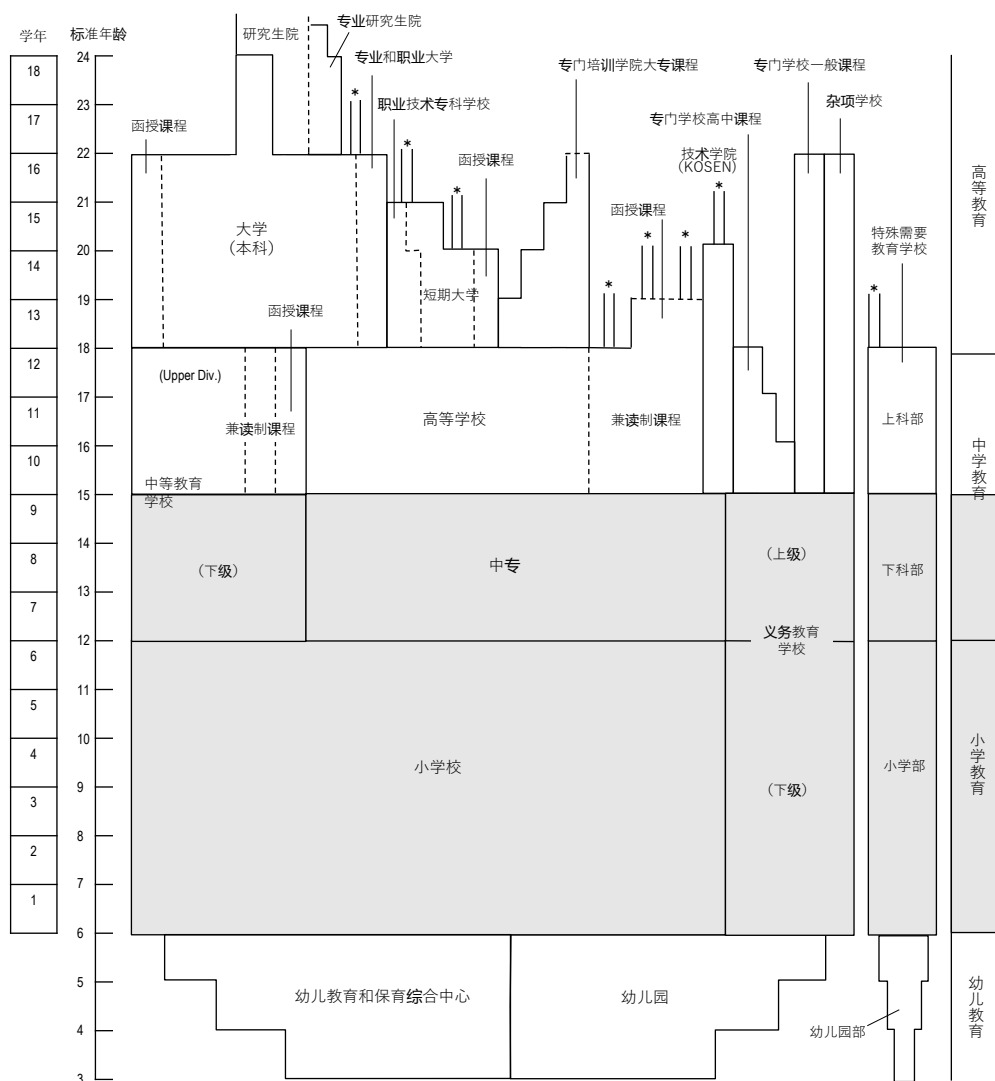 学年
标准年龄
18
17
16
15
14
13
12
11
10
9
8
7
6
5
4
3
2
1
24
23
22
21
20
19
18
17
16
15
14
13
12
11
10
9
8
7
6
5
4
3
研究生院
专业研究生院
专业和职业大学
专门培训学院大专课程
专门学校一般课程
杂项学校
*
职业技术专科学校
函授课程
*
函授课程
专门学校高中课程
技术学院
(KOSEN)
*
*
函授课程
大学
(本科)
*
*
特殊需要
教育学校
短期大学
*
*
函授课程
(Upper Div.)
兼读制课程
高等学校
兼读制课程
上科部
中等教育
学校
(下级)
中专
(上级)
下科部
义务教育
学校
小学校
(下级)
小学部
幼儿教育和保育综合中心
幼儿园
幼儿园部
高等教育
中学教育
小学教育
幼儿教育